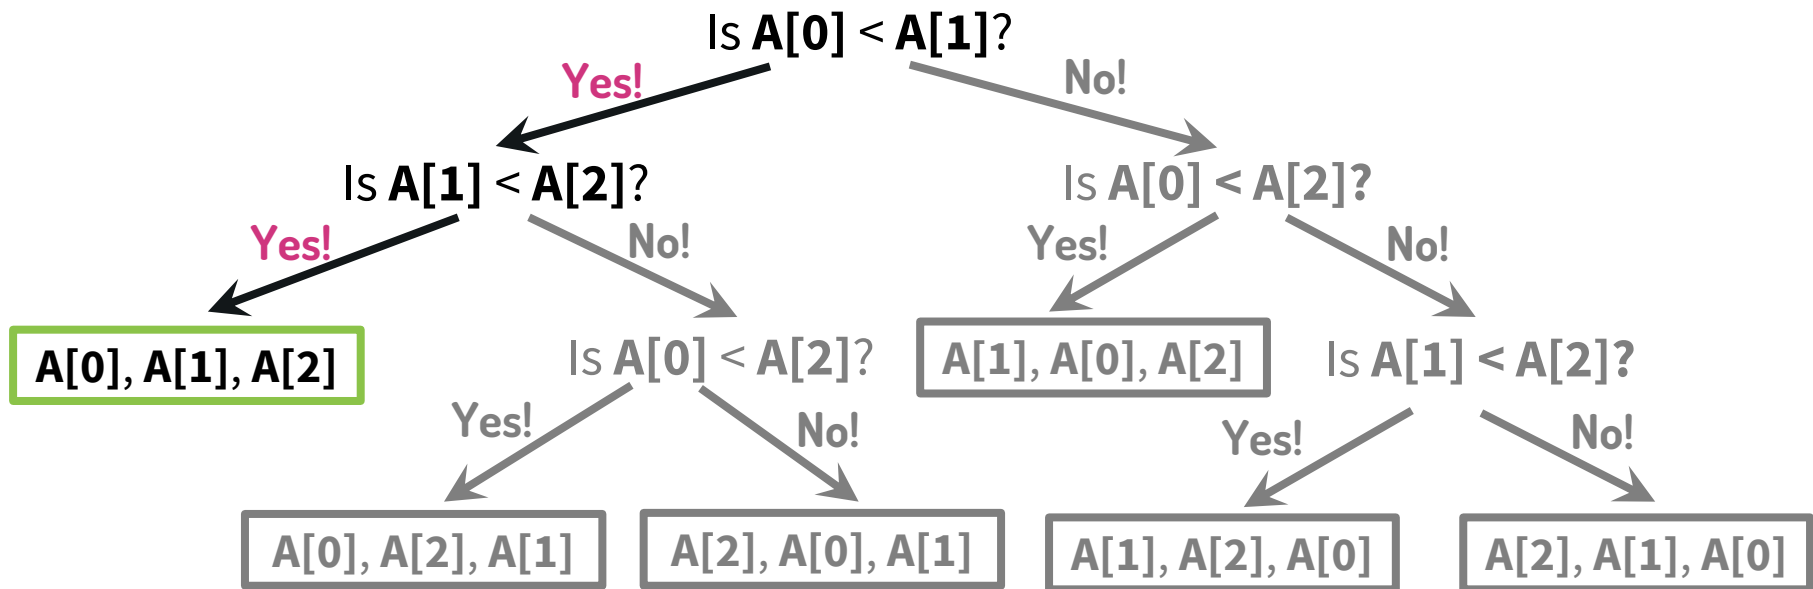 Is A[0] < A[1]?
Yes!
No!
Is A[1] < A[2]?
Is A[0] < A[2]?
Yes!
No!
Yes!
No!
A[0], A[1], A[2]
Is A[0] < A[2]?
A[1], A[0], A[2]
Is A[1] < A[2]?
Yes!
No!
Yes!
No!
A[0], A[2], A[1]
A[2], A[0], A[1]
A[1], A[2], A[0]
A[2], A[1], A[0]